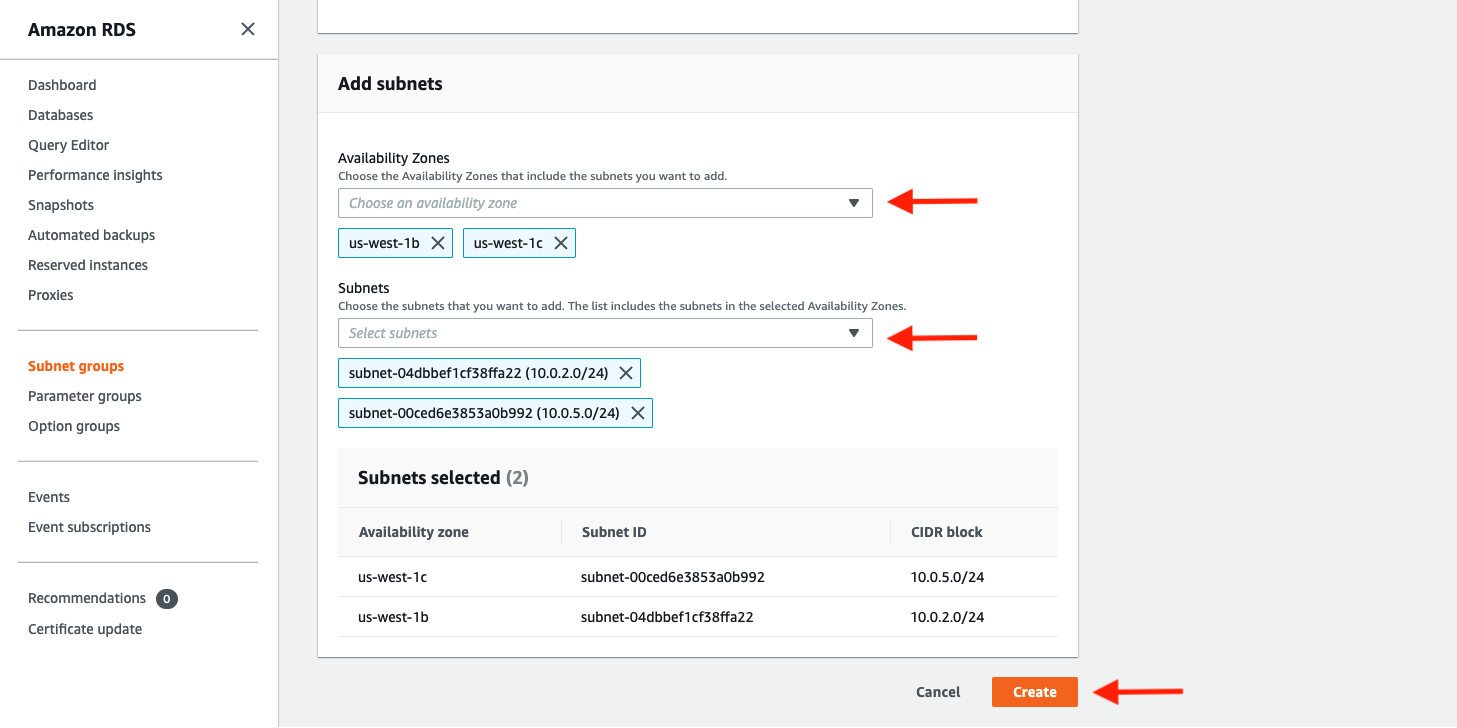 Amazon RDS
Dashboard
Databases
Query Editor
Performance insights
Snapshots
Automated backups
Reserved instances
Proxies
Subnet groups
Parameter groups
Option groups
Events
Event subscriptions
Recommendations 0
Certificate update
Add subnets
Availability Zones
Choose the Availability Zones that include the subnets you want to add.
Choose an availability zone
us-west-1b us-west-1c
Subnets
Choose the subnets that you want to add. The list includes the subnets in the selected Availability Zones.
Select subnets
subnet-04dbbef1cf38ffa22 (10.0.2.0/24)
subnet-00ced6e3853a0b992 (10.0.5.0/24)
Subnets selected (2)
Availability zone Subnet ID CIDR block
us-west-1c subnet-00ced6e3853a0b992 10.0.5.0/24
us-west-1b subnet-04dbbef1cf38ffa22 10.0.2.0/24
Cancel Create